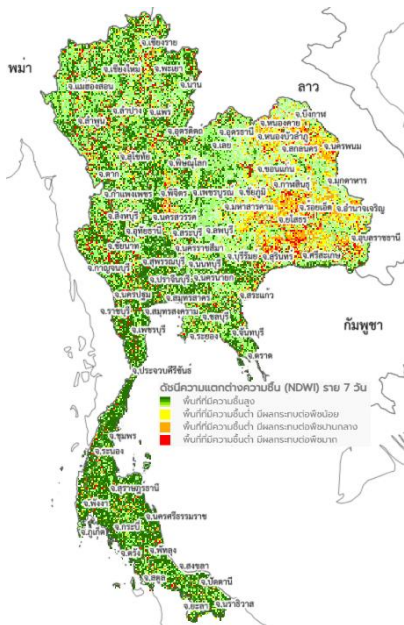 จ.เชียงราย
พม่า
จ.เชียงใหม่
จ.พะเยา
ลาว
จ.แม่ฮ่องสอน
จ.น่าน
จ.บึงกาฬ
จ.ลำปาง
จ.แพร่
จ.หนองคาย
จ.ลำพูน
จ.อุตรดิตถ์
จ.อุดรธานี
จ.หนองบัวลำภู
จ.เลย
จ.สกลนคร
จ.นครพนม
จ.สุโขทัย
จ.พิษณุโลก
จ.ขอนแก่น
จ.ตาก
จ.มุกดาหาร
จ.กำแพงเพชร
จ.พิจิตร
จ.เพชรบูรณ์
จ.ชัยภูมิ
จ.กาฬสินธุ์
จ.มหาสารคาม
จ.ร้อยเอ็ด
จ.อำนาจเจริญ
จ.สิงห์บุรี
จ.นครสวรรค์
จ.ยโสธร
จ.อุทัยธานี
จ.สระบุรี
จ.ลพบุรี
จ.อุบลราชธานี
จ.ชัยนาท
จ.นครราชสีมา
จ.บุรีรัมย์
จ.สุรินทร์
จ.ศรีสะเกษ
จ.กาญจนบุรี
จ.สุพรรณบุรี
จ.นนทบุรี
จ.ปราจีนบุรี
จ.นครนายก
จ.สระแก้ว
จ.นครปฐม
จ.สมุทรสาคร
จ.ราชบุรี
จ.สมุทรสงคราม
จ.ชลบุรี
กัมพูชา
จ.เพชรบุรี
จ.ระยอง
จ.จันทบุรี
จ.ตราด
จ.ประจวบคีรีขันธ์
ดัชนีความแตกต่างความชื้น (NDWI) ราย 7 วัน
พื้นที่ที่มีความชื้นสูง
พื้นที่ที่มีความชื้นต่ำ มีผลกระทบต่อพืชน้อย
พื้นที่ที่มีความชื้นต่ำ มีผลกระทบต่อพืชปานกลาง
พื้นที่ที่มีความชื้นต่ำ มีผลกระทบต่อพืชมาก
จ.ชุมพร
จ.ระนอง
จ.สุราษฎร์ธานี
จ.พังงา
จ.นครศรีธรรมราช
จ.กระบี่
จ.ภูเก็ต
จ.ตรัง
จ.พัทลุง
จ.สงขลา
จ.สตูล
จ.ปัตตานี
จ.ยะลา
จ.นราธิวาส